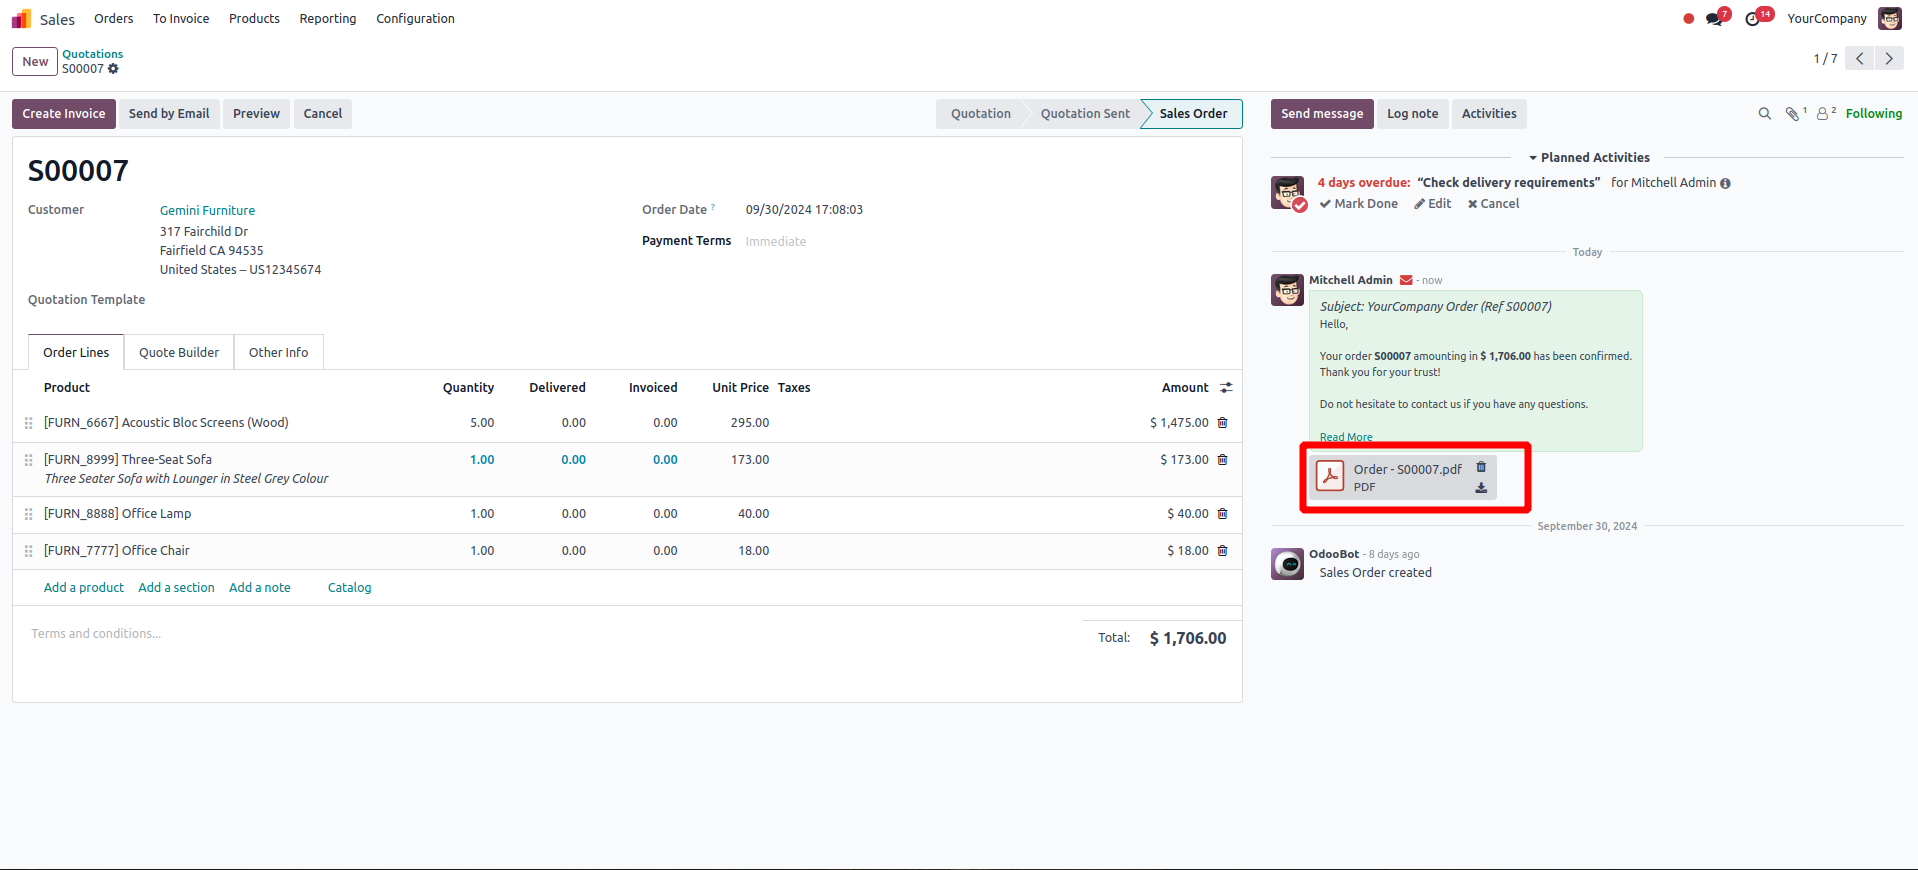 Sales Orders To Invoice Products Reporting Configuration 7 14 YourCompany
New Quotations
S00007 1 / 7
Create Invoice Send by Email Preview Cancel Quotation Quotation Sent Sales Order Send message Log note Activities 1 2 Following
S00007
Customer Gemini Furniture
317 Fairchild Dr
Fairfield CA 94535
United States – US12345674
Order Date ? 09/30/2024 17:08:03
Payment Terms Immediate
Quotation Template
Order Lines Quote Builder Other Info
Product Quantity Delivered Invoiced Unit Price Taxes Amount
[FURN_6667] Acoustic Bloc Screens (Wood) 5.00 0.00 0.00 295.00 $ 1,475.00
[FURN_8999] Three-Seat Sofa 1.00 0.00 0.00 173.00 $ 173.00
Three Seater Sofa with Lounger in Steel Grey Colour
[FURN_8888] Office Lamp 1.00 0.00 0.00 40.00 $ 40.00
[FURN_7777] Office Chair 1.00 0.00 0.00 18.00 $ 18.00
Add a product Add a section Add a note Catalog
Terms and conditions...
Total: $ 1,706.00
Planned Activities
4 days overdue: “Check delivery requirements” for Mitchell Admin
Mark Done Edit Cancel
Today
Mitchell Admin - now
Subject: YourCompany Order (Ref S00007)
Hello,
Your order S00007 amounting in $ 1,706.00 has been confirmed.
Thank you for your trust!
Do not hesitate to contact us if you have any questions.
Read More
Order - S00007.pdf
PDF
September 30, 2024
OdooBot - 8 days ago
Sales Order created